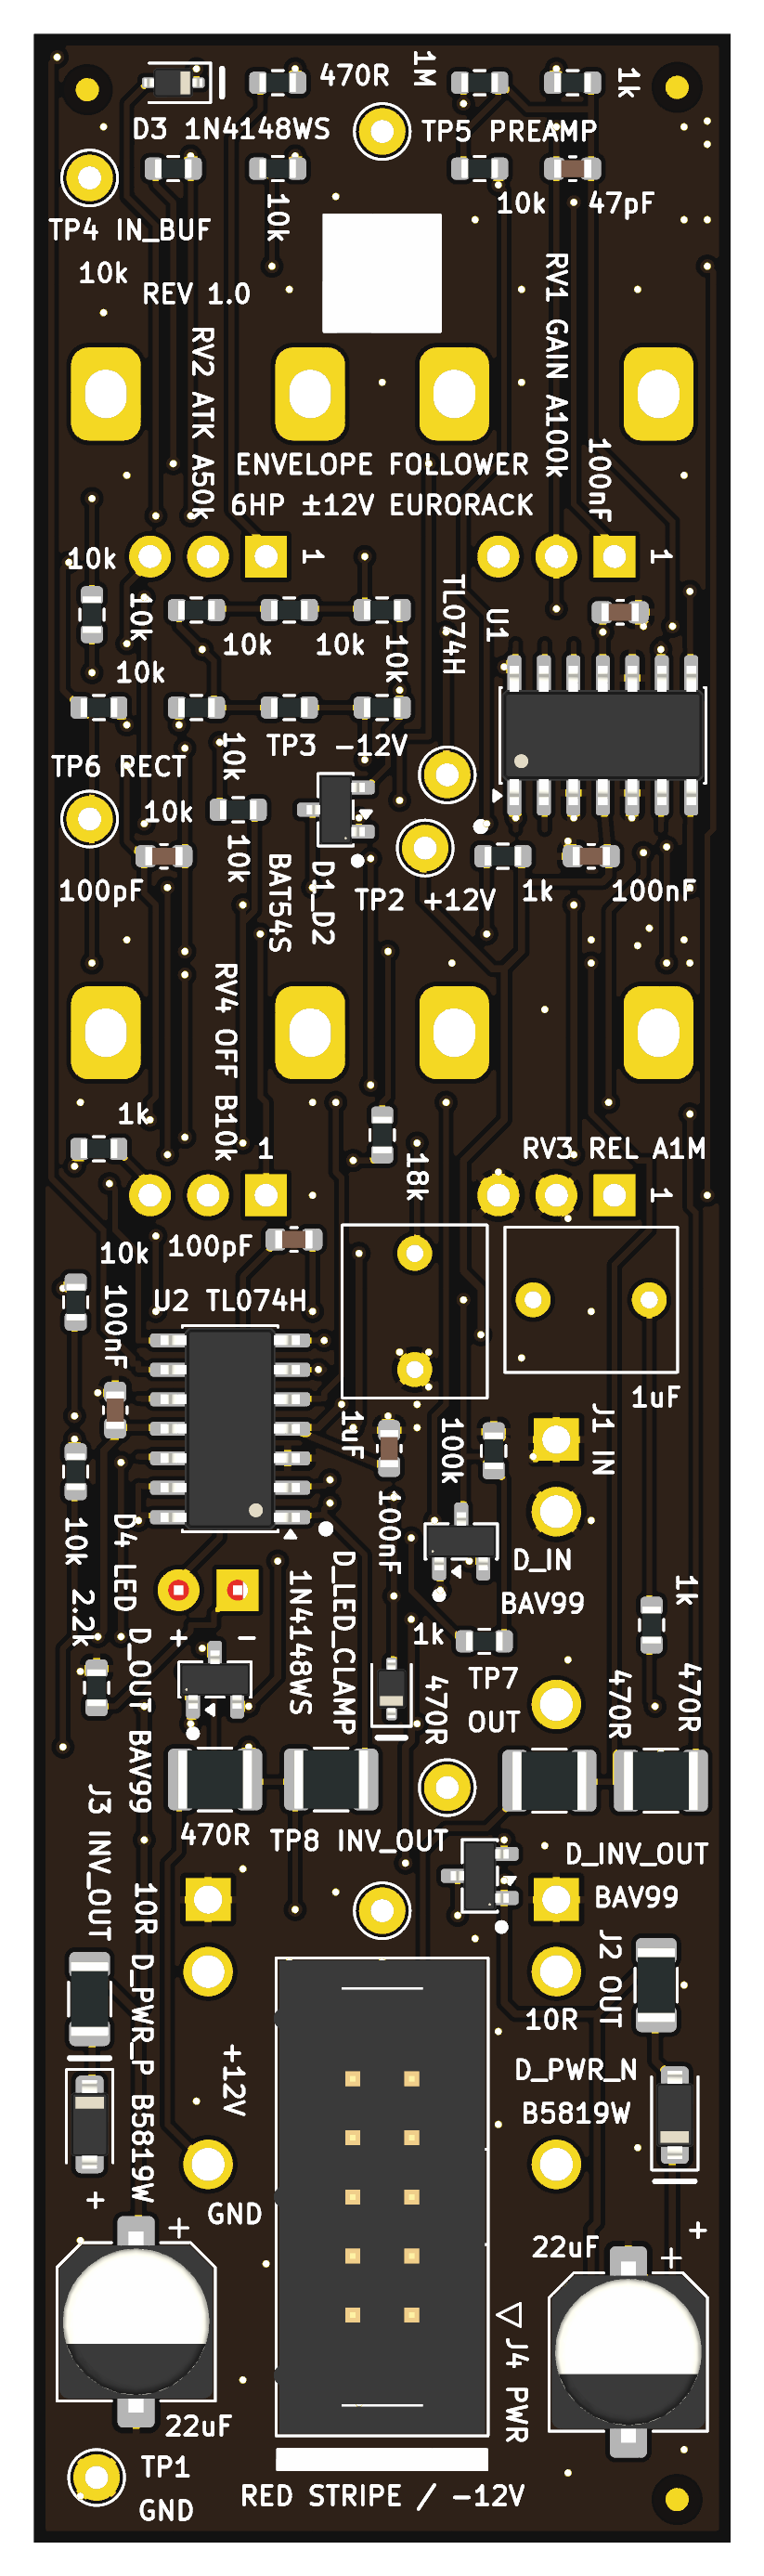 470R
1M
1k
D3 1N4148WS
TP5 PREAMP
10k
10k
47pF
TP4 IN_BUF
10k
REV 1.0
RV1 GAIN A100k
RV2 ATK A50k
ENVELOPE FOLLOWER
6HP ±12V EURORACK
100nF
1
1
10k
10k
10k
10k
10k
10k
TL074H
U1
TP3 -12V
10k
TP6 RECT
10k
10k
100pF
BAT54S
D1_D2
TP2 +12V
1k
100nF
RV4 OFF B10k
1k
1
18k
RV3 REL A1M
1
10k
100pF
100nF
U2 TL074H
1uF
1uF
100k
J1 IN
10k
D4 LED
100nF
D_IN
BAV99
2.2k
+
-
1N4148WS
D_LED_CLAMP
1k
1k
TP7
OUT
D_OUT BAV99
470R
470R
470R
J3 INV_OUT
470R
TP8 INV_OUT
D_INV_OUT
BAV99
10R
J2 OUT
10R
D_PWR_P B5819W
+12V
D_PWR_N
B5819W
+
GND
+
22uF
+
+
J4 PWR
22uF
TP1
GND
RED STRIPE / -12V